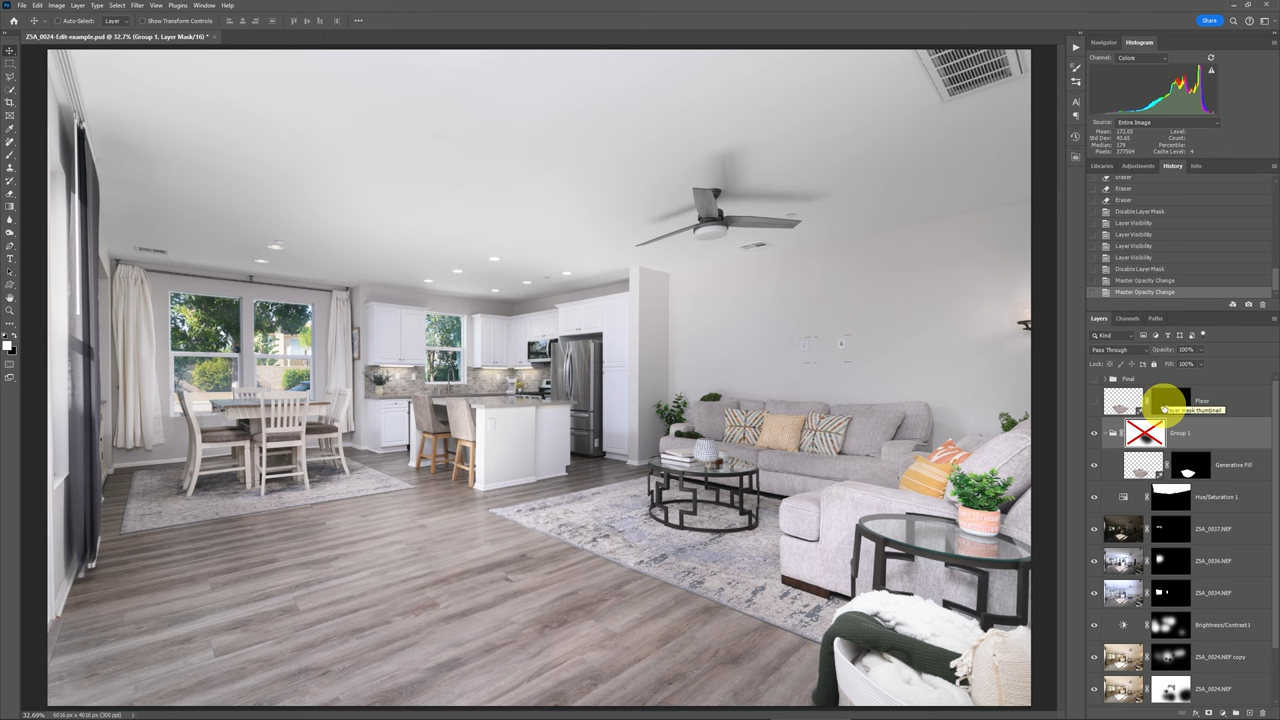 File Edit Image Layer Type Select Filter View Plugins Window Help
Auto-Select: Layer Show Transform Controls
Share
ZSA_0024-Edit-example.psd @ 32.7% (Group 1, Layer Mask/16) *
Navigator Histogram
Channel: Colors
Source: Entire Image
Mean: 172.05 Level:
Std Dev: 43.65 Count:
Median: 179 Percentile:
Pixels: 377504 Cache Level: 4
Libraries Adjustments History Info
Eraser
Eraser
Eraser
Disable Layer Mask
Layer Visibility
Layer Visibility
Layer Visibility
Layer Visibility
Disable Layer Mask
Master Opacity Change
Master Opacity Change
Layers Channels Paths
Kind
Pass Through Opacity: 100%
Lock: Fill: 100%
Final
Floor
layer mask thumbnail
Group 1
Generative Fill
Hue/Saturation 1
ZSA_0037.NEF
ZSA_0036.NEF
ZSA_0034.NEF
Brightness/Contrast 1
ZSA_0024.NEF copy
ZSA_0024.NEF
32.69% 6016 px x 4016 px (300 ppi)